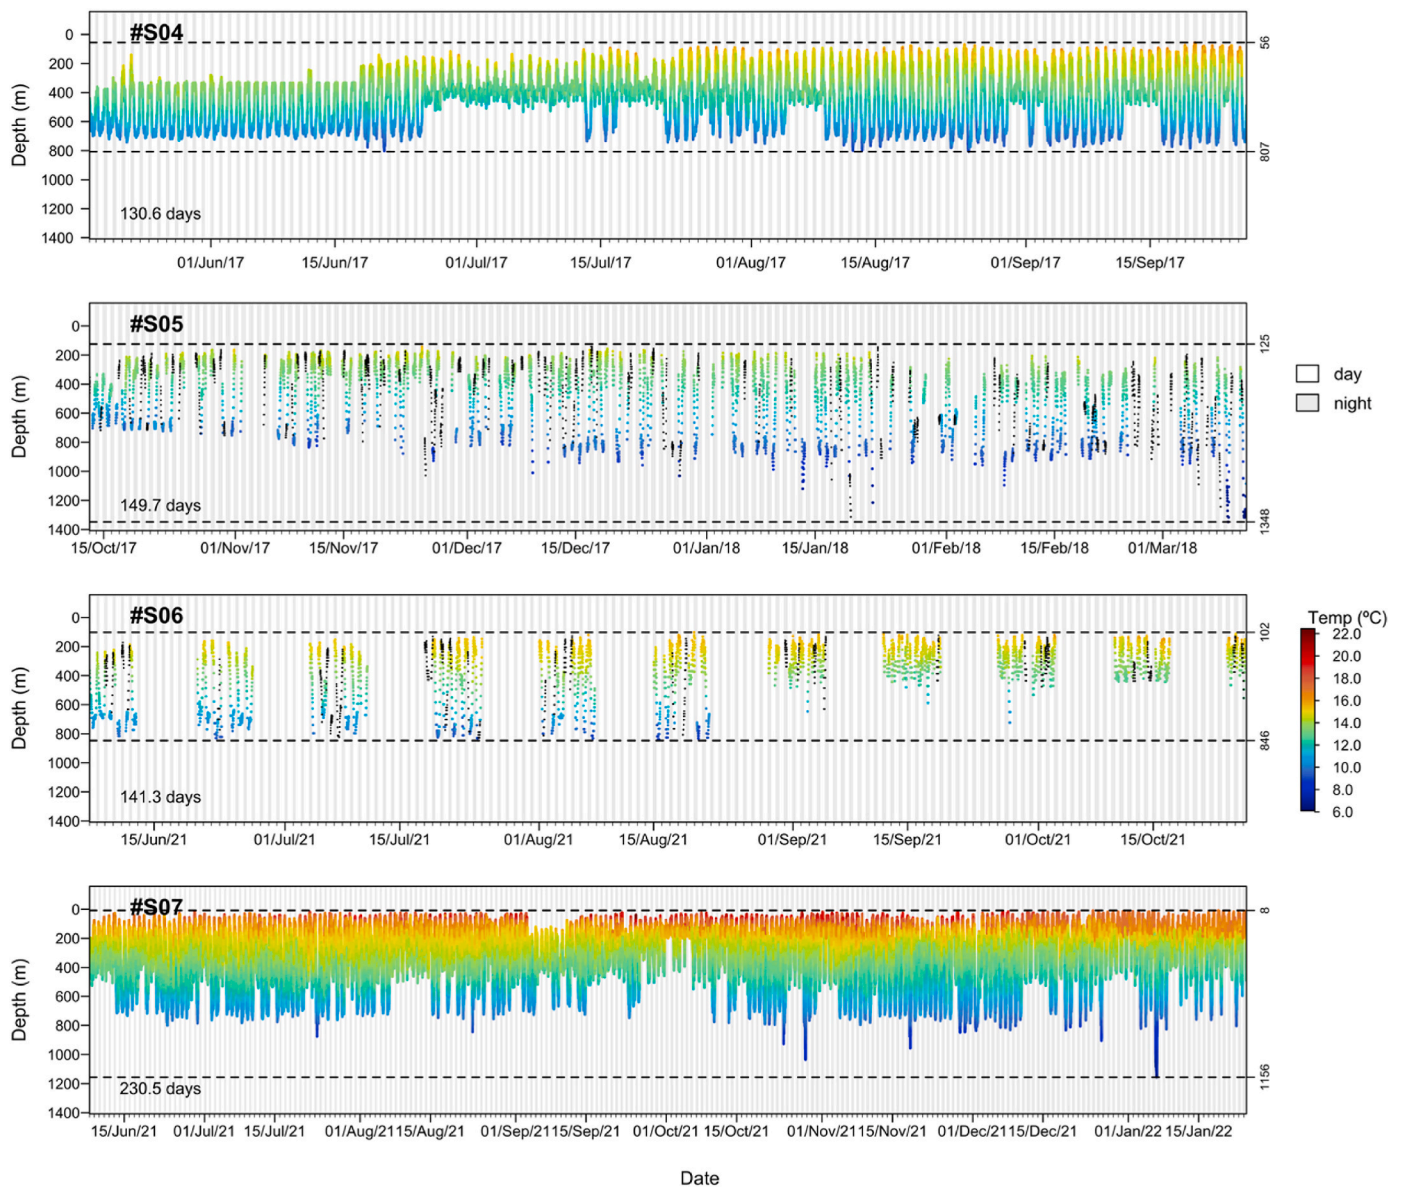 #S04
Depth (m)
0
200
400
600
800
1000
1200
1400
56
807
130.6 days
01/Jun/17 15/Jun/17 01/Jul/17 15/Jul/17 01/Aug/17 15/Aug/17 01/Sep/17 15/Sep/17
#S05
Depth (m)
0
200
400
600
800
1000
1200
1400
125
1348
149.7 days
15/Oct/17 01/Nov/17 15/Nov/17 01/Dec/17 15/Dec/17 01/Jan/18 15/Jan/18 01/Feb/18 15/Feb/18 01/Mar/18
day
night
#S06
Depth (m)
0
200
400
600
800
1000
1200
1400
102
846
141.3 days
15/Jun/21 01/Jul/21 15/Jul/21 01/Aug/21 15/Aug/21 01/Sep/21 15/Sep/21 01/Oct/21 15/Oct/21
Temp (ºC)
22.0
20.0
18.0
16.0
14.0
12.0
10.0
8.0
6.0
#S07
Depth (m)
0
200
400
600
800
1000
1200
1400
8
1156
230.5 days
15/Jun/21 01/Jul/21 15/Jul/21 01/Aug/21 15/Aug/21 01/Sep/21 15/Sep/21 01/Oct/21 15/Oct/21 01/Nov/21 15/Nov/21 01/Dec/21 15/Dec/21 01/Jan/22 15/Jan/22
Date